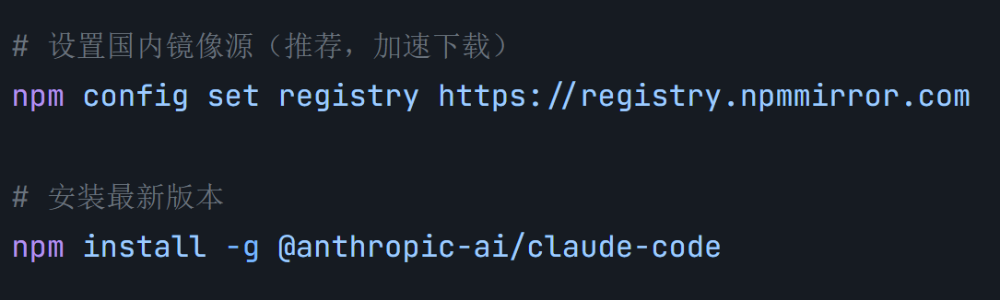 # 设置国内镜像源（推荐，加速下载）
npm config set registry https://registry.npmmirror.com
# 安装最新版本
npm install -g @anthropic-ai/claude-code